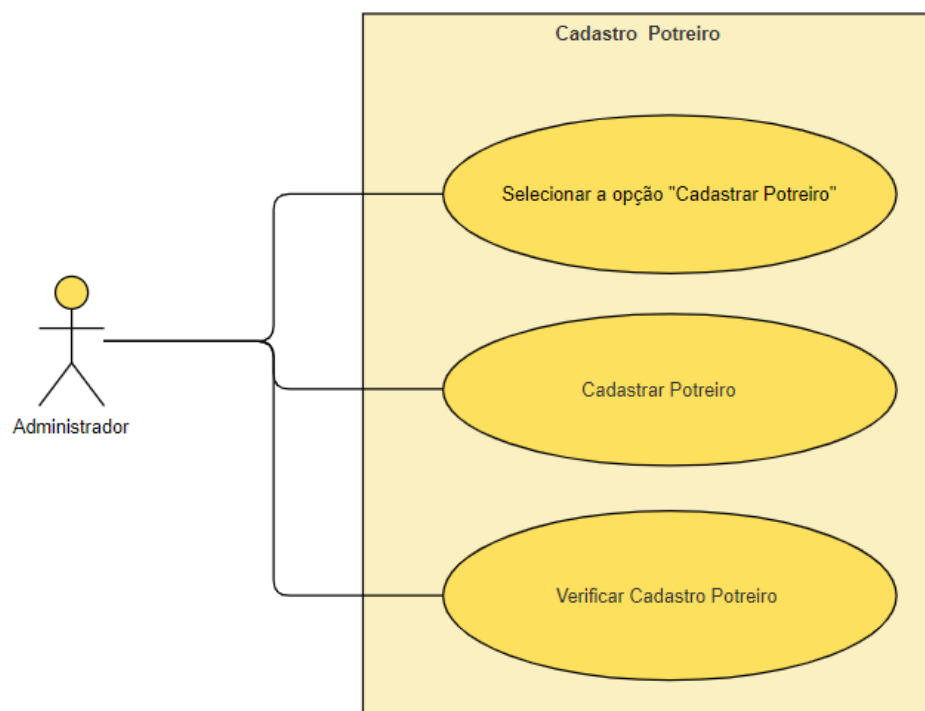 Cadastro Potreiro
Selecionar a opção "Cadastrar Potreiro"
Cadastrar Potreiro
Administrador
Verificar Cadastro Potreiro